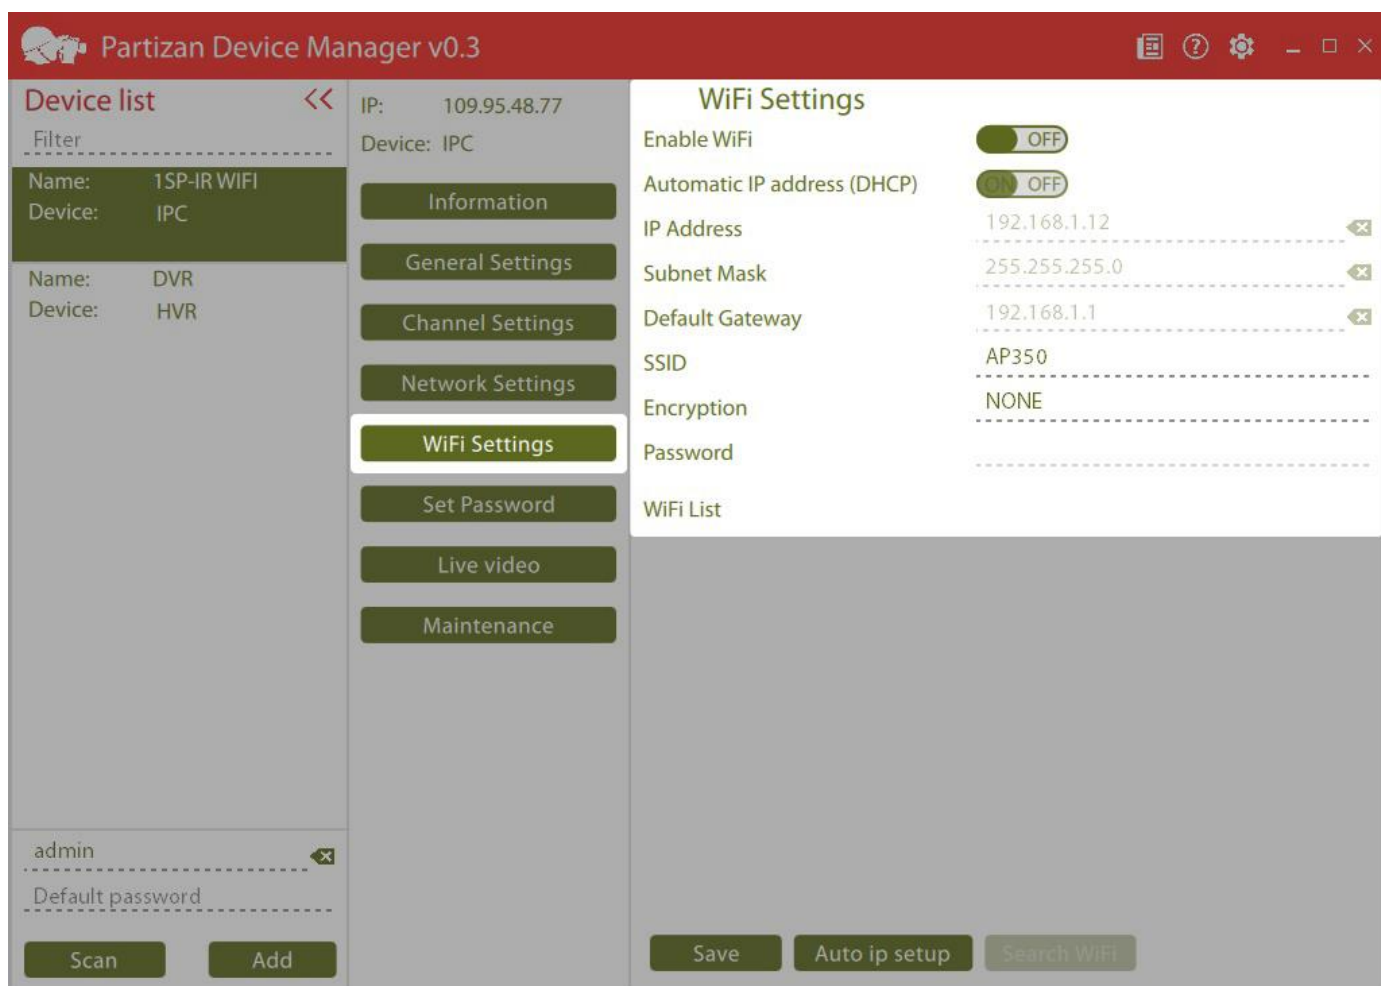 Partizan Device Manager v0.3
Device list <<
Filter
Name: 1SP-IR WIFI
Device: IPC
Name: DVR
Device: HVR
admin
Default password
Scan Add
IP: 109.95.48.77
Device: IPC
Information
General Settings
Channel Settings
Network Settings
WiFi Settings
Set Password
Live video
Maintenance
WiFi Settings
Enable WiFi OFF
Automatic IP address (DHCP) ON OFF
IP Address 192.168.1.12
Subnet Mask 255.255.255.0
Default Gateway 192.168.1.1
SSID AP350
Encryption NONE
Password
WiFi List
Save Auto ip setup Search WiFi